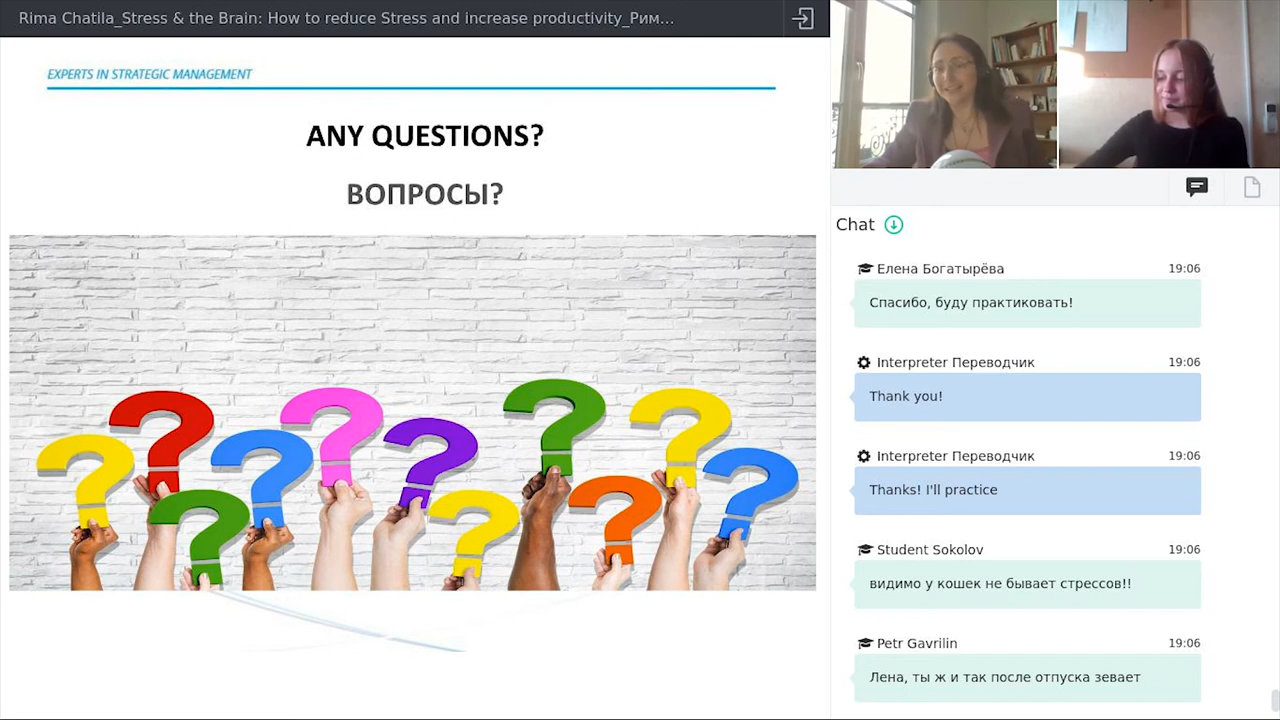 Rima Chatila_Stress & the Brain: How to reduce Stress and increase productivity_Рим...
EXPERTS IN STRATEGIC MANAGEMENT
ANY QUESTIONS?
ВОПРОСЫ?
Chat
Елена Богатырёва 19:06
Спасибо, буду практиковать!
Interpreter Переводчик 19:06
Thank you!
Interpreter Переводчик 19:06
Thanks! I'll practice
Student Sokolov 19:06
видимо у кошек не бывает стрессов!!
Petr Gavrilin 19:06
Лена, ты ж и так после отпуска зевает